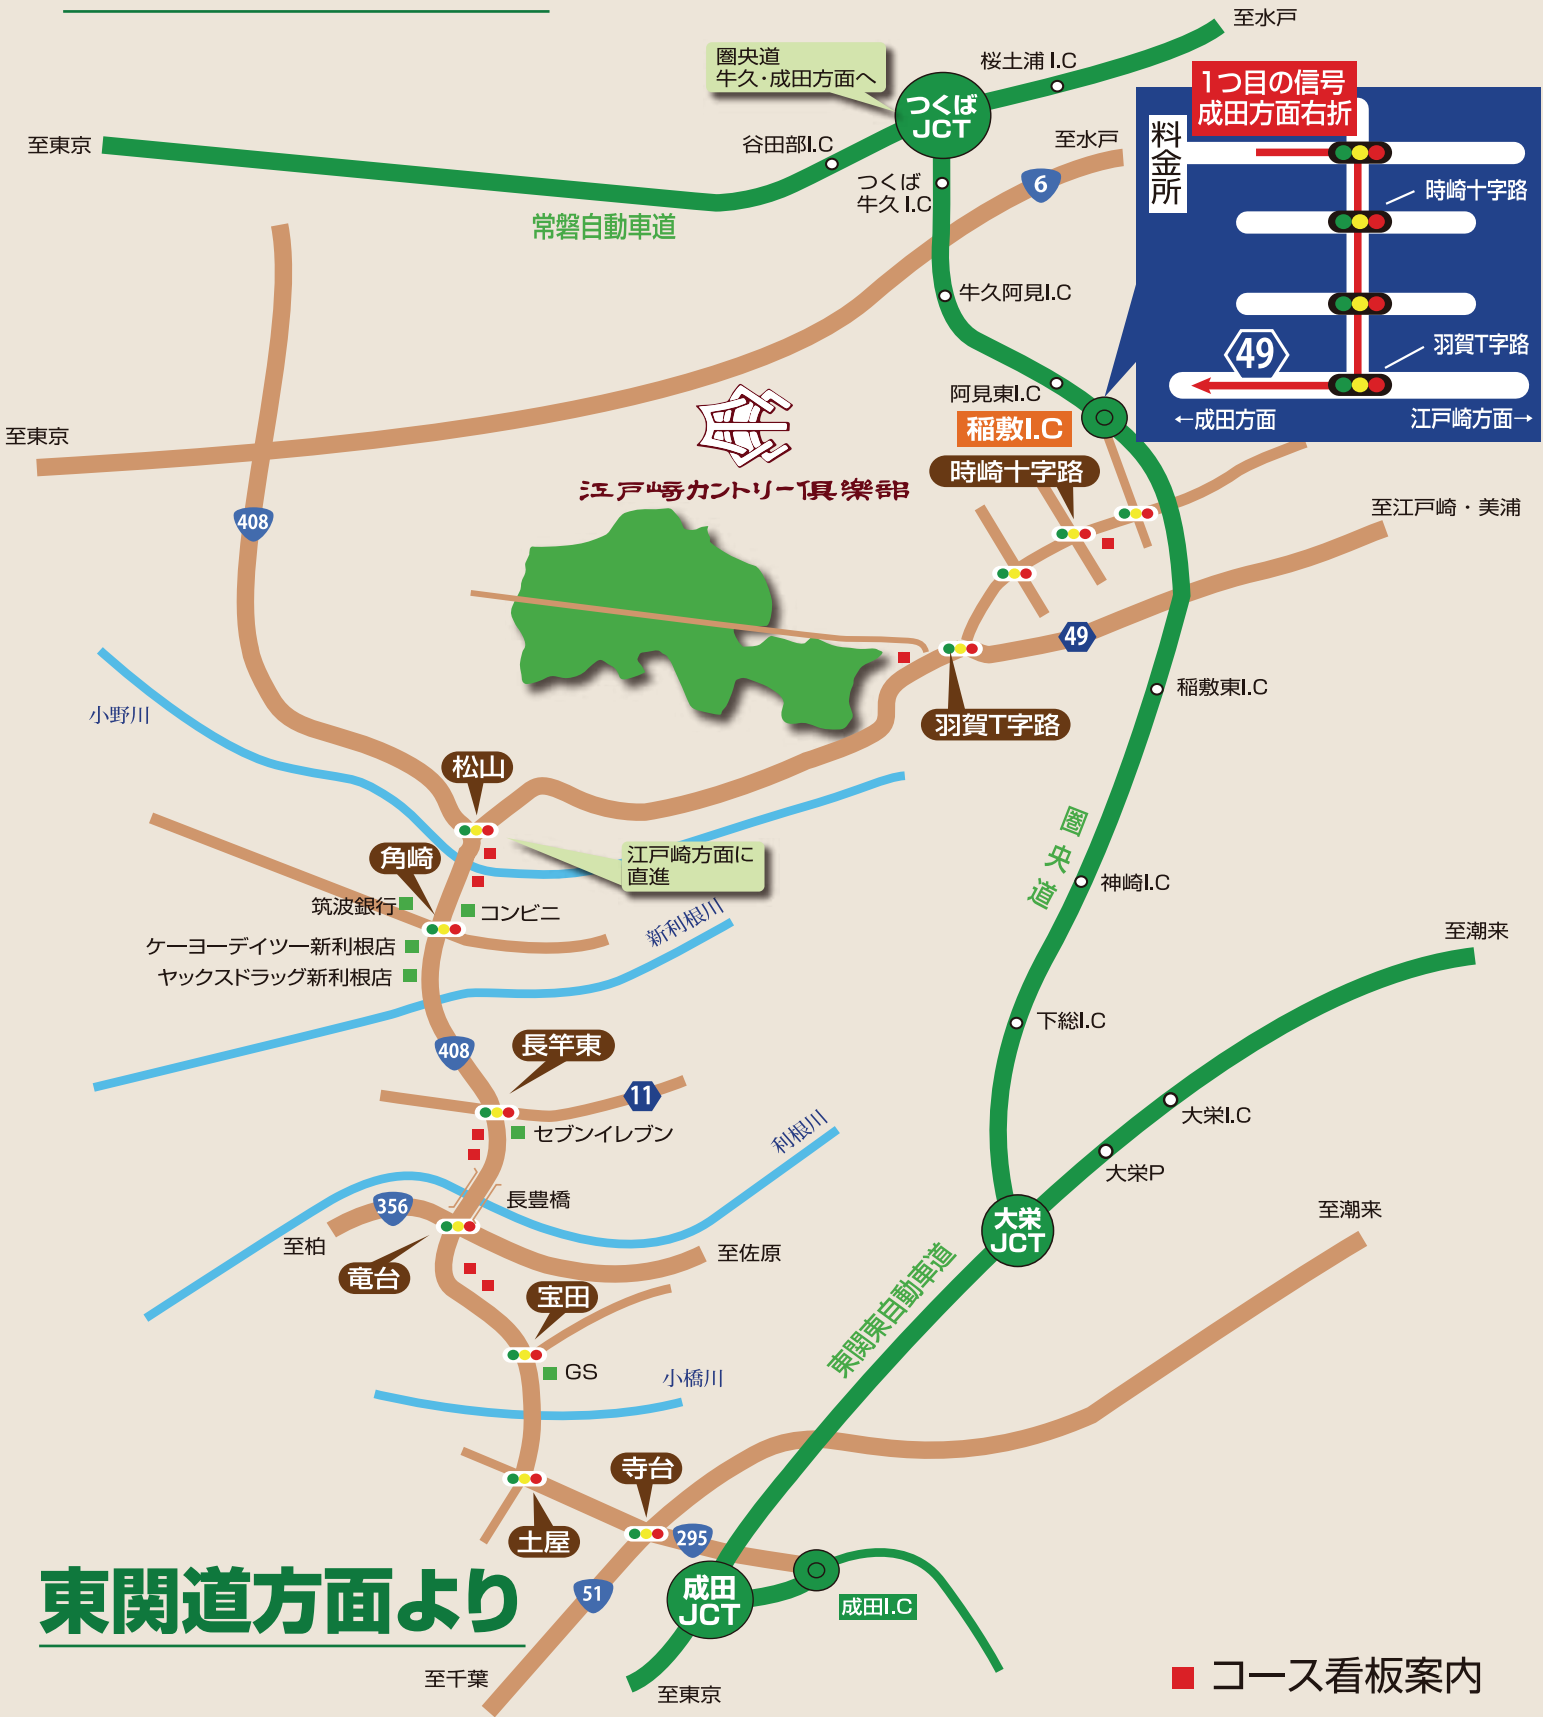 至水戸
圏央道
牛久・成田方面へ
桜土浦 I.C
1つ目の信号
成田方面右折
つくば
JCT
料金所
至東京
谷田部I.C
至水戸
つくば
牛久 I.C
6
時崎十字路
常磐自動車道
牛久阿見I.C
羽賀T字路
49
阿見東I.C
←成田方面
江戸崎方面→
稲敷I.C
至東京
時崎十字路
江戸崎カントリー倶楽部
408
至江戸崎・美浦
49
稲敷東I.C
小野川
羽賀T字路
松山
圏央道
江戸崎方面に
直進
角崎
神崎I.C
筑波銀行
コンビニ
新利根川
至潮来
ケーヨーデイツー新利根店
ヤックスドラッグ新利根店
下総I.C
408
長竿東
11
大栄I.C
セブンイレブン
利根川
大栄P
356
長豊橋
至潮来
大栄
JCT
至柏
至佐原
竜台
宝田
東関東自動車道
GS
小橋川
寺台
土屋
295
東関道方面より
51
成田
JCT
成田I.C
至千葉
至東京
コース看板案内